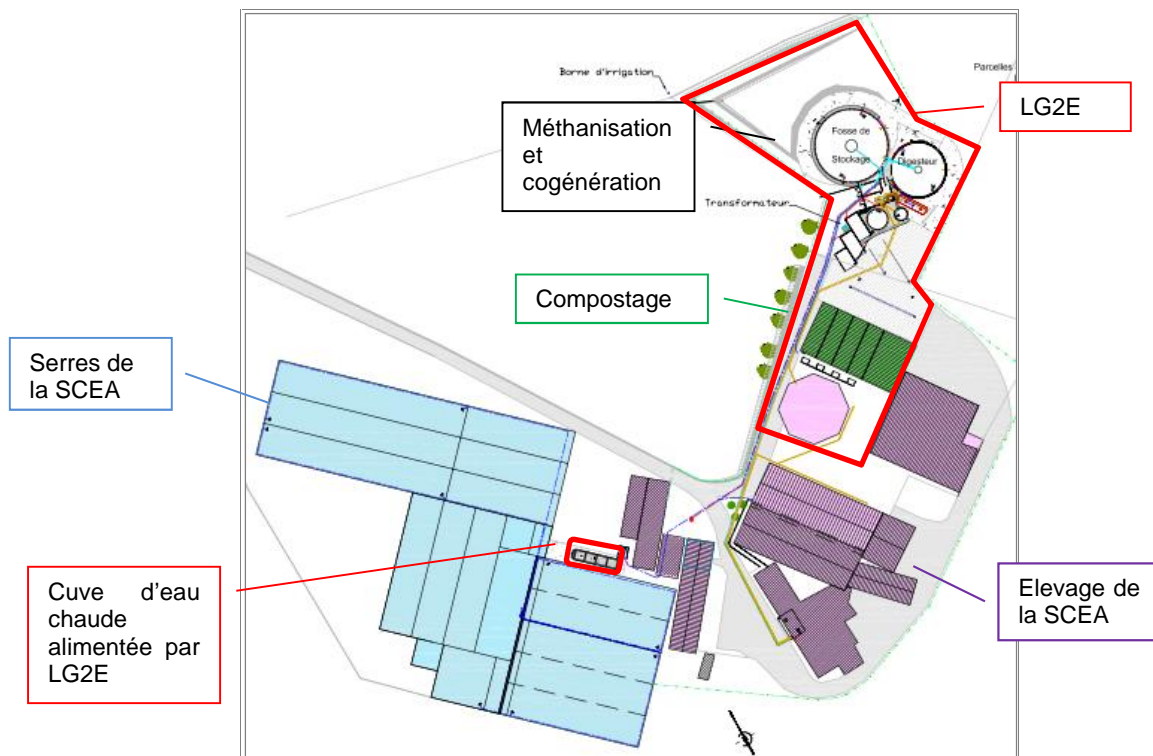 Borne d'irrigation
Parcelles
LG2E
Méthanisation
et
cogénération
Fosse de
Stockage
Digesteur
Transformateur
Compostage
Serres de
la SCEA
Cuve d'eau
chaude
alimentée par
LG2E
Elevage de
la SCEA